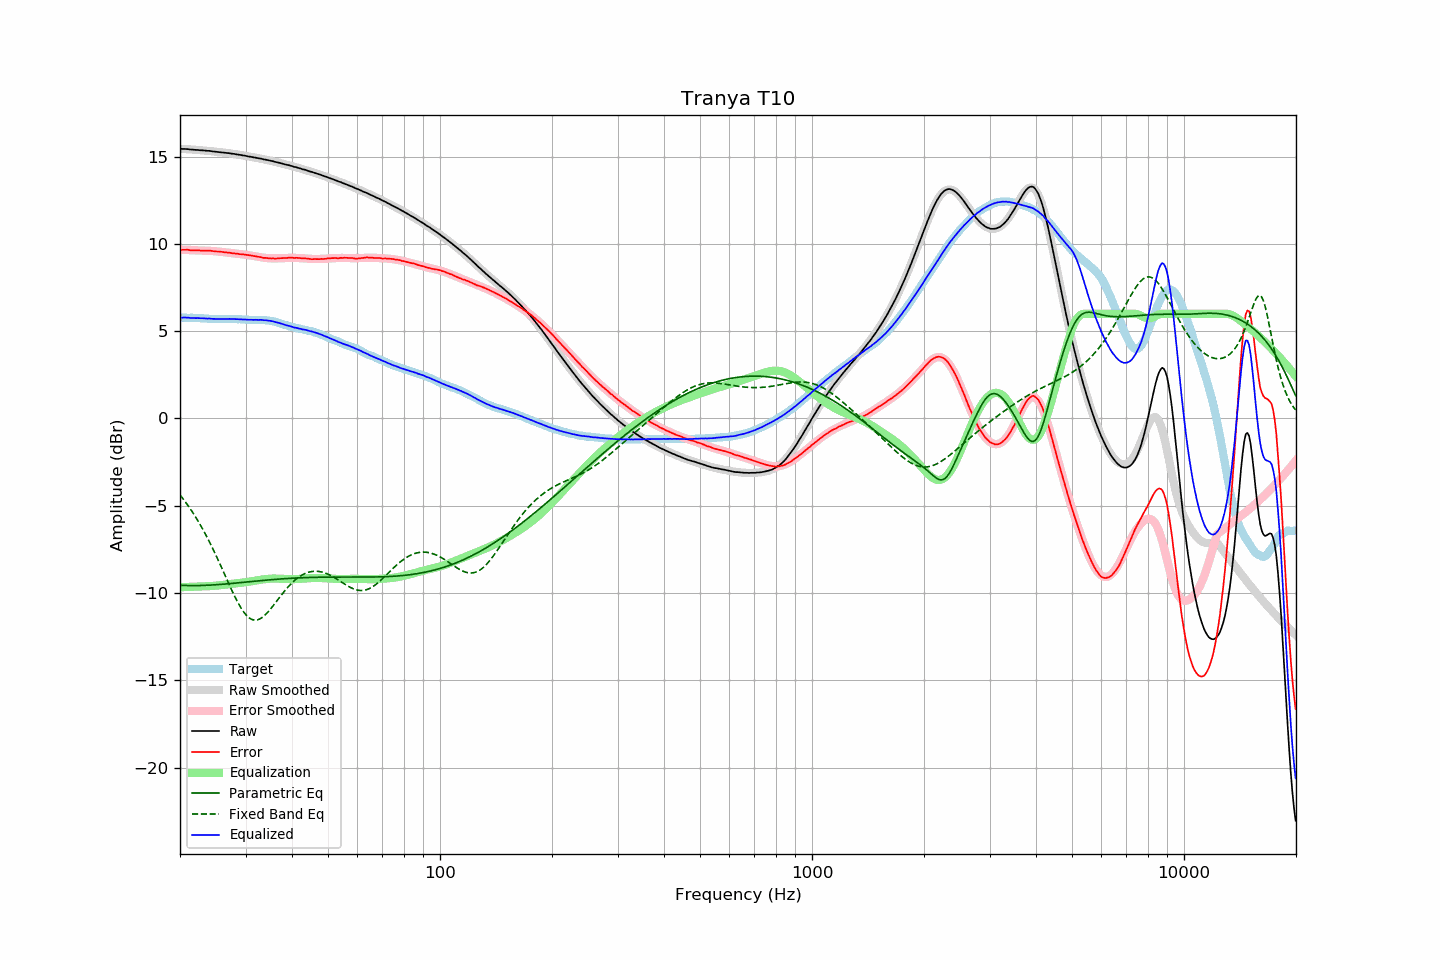 Tranya T10
Amplitude (dBr)
15
10
5
0
−5
−10
−15
−20
Target
Raw Smoothed
Error Smoothed
Raw
Error
Equalization
Parametric Eq
Fixed Band Eq
Equalized
100
1000
10000
Frequency (Hz)